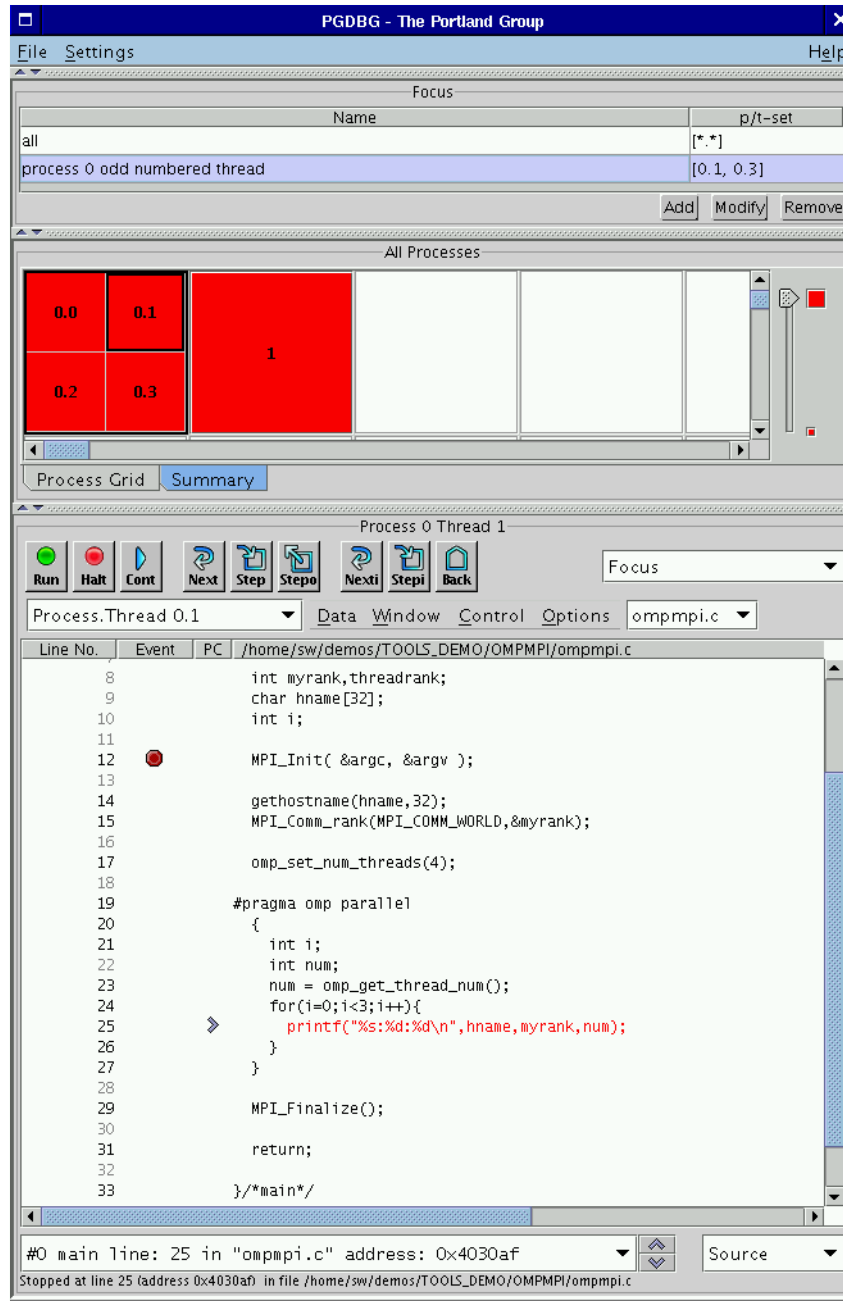 PGDBG - The Portland Group
File Settings Help
Focus
Name p/t-set
all [*.*]
process 0 odd numbered thread [0.1, 0.3]
Add Modify Remove
All Processes
0.0 0.1
1
0.2 0.3
Process Grid Summary
Process 0 Thread 1
Run Halt Cont Next Step Stepo Nexti Stepi Back
Focus
Process.Thread 0.1 Data Window Control Options ompmpi.c
Line No. Event PC /home/sw/demos/TOOLS_DEMO/OMPMPI/ompmpi.c
8 int myrank,threadrank;
9 char hname[32];
10 int i;
11
12 MPI_Init( &argc, &argv );
13
14 gethostname(hname,32);
15 MPI_Comm_rank(MPI_COMM_WORLD,&myrank);
16
17 omp_set_num_threads(4);
18
19 #pragma omp parallel
20 {
21 int i;
22 int num;
23 num = omp_get_thread_num();
24 for(i=0;i<3;i++){
25 printf("%s:%d:%d\n",hname,myrank,num);
26 }
27 }
28
29 MPI_Finalize();
30
31 return;
32
33 }/*main*/
#0 main line: 25 in "ompmpi.c" address: 0x4030af Source
Stopped at line 25 (address 0x4030af) in file /home/sw/demos/TOOLS_DEMO/OMPMPI/ompmpi.c